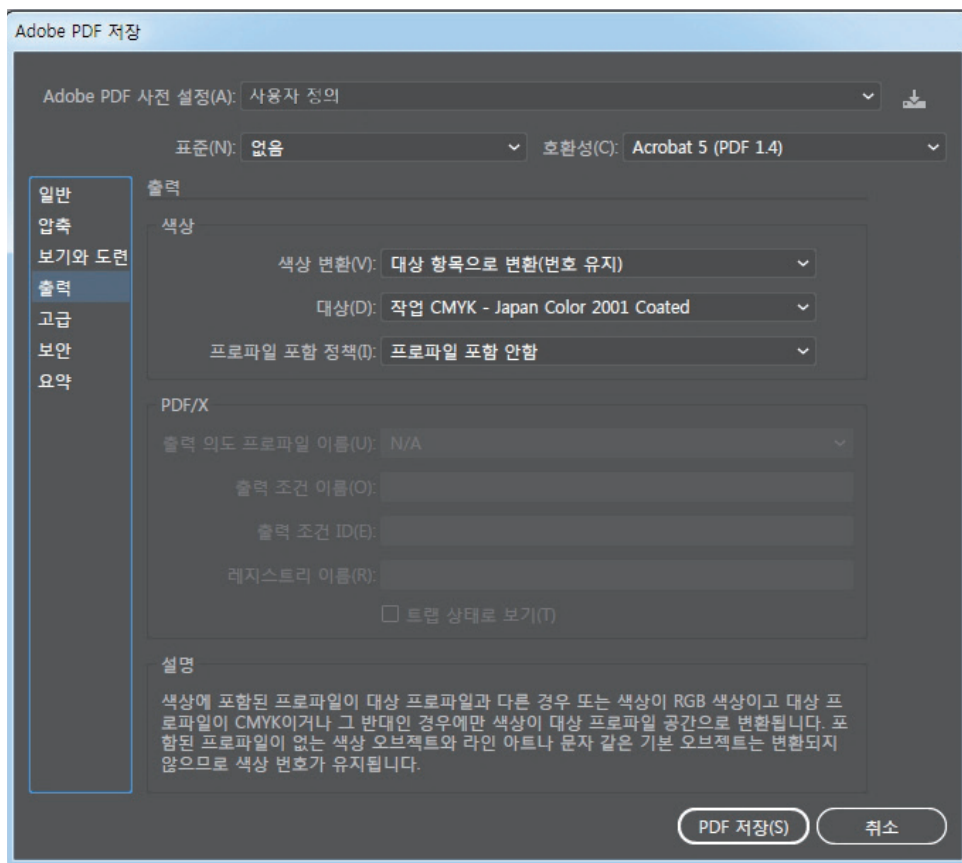 Adobe PDF 저장
Adobe PDF 사전 설정(A): 사용자 정의
표준(N): 없음 호환성(C): Acrobat 5 (PDF 1.4)
일반
압축
보기와 도련
출력
고급
보안
요약
출력
색상
색상 변환(V): 대상 항목으로 변환(번호 유지)
대상(D): 작업 CMYK - Japan Color 2001 Coated
프로파일 포함 정책(I): 프로파일 포함 안함
PDF/X
출력 의도 프로파일 이름(U): N/A
출력 조건 이름(O):
출력 조건 ID(E):
레지스트리 이름(R):
트랩 상태로 보기(T)
설명
색상에 포함된 프로파일이 대상 프로파일과 다른 경우 또는 색상이 RGB 색상이고 대상 프
로파일이 CMYK이거나 그 반대인 경우에만 색상이 대상 프로파일 공간으로 변환됩니다. 포
함된 프로파일이 없는 색상 오브젝트와 라인 아트나 문자 같은 기본 오브젝트는 변환되지
않으므로 색상 번호가 유지됩니다.
PDF 저장(S) 취소